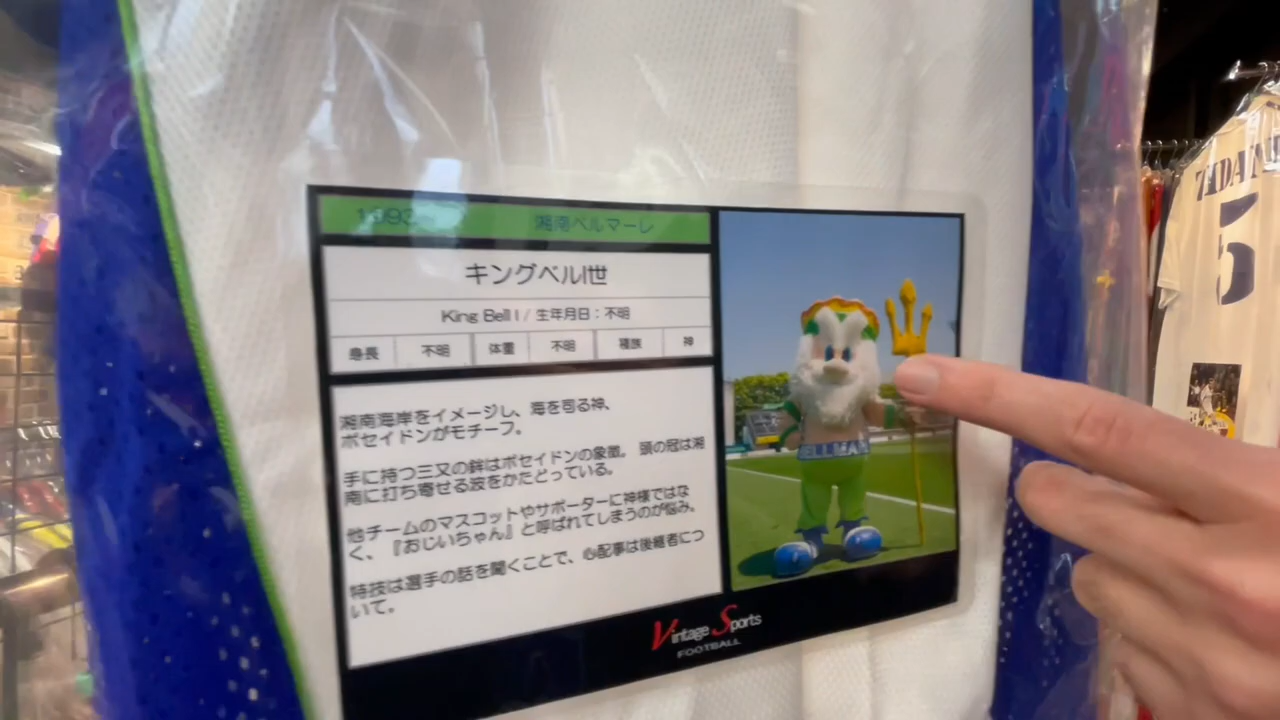 1993
湘南ベルマーレ
キングベルI世
King Bell I / 生年月日：不明
身長 不明 体重 不明 種族 神
湘南海岸をイメージし、海を司る神、
ポセイドンがモチーフ。
手に持つ三又の鉾はポセイドンの象徴。 頭の冠は湘
南に打ち寄せる波をかたどっている。
他チームのマスコットやサポーターに神様ではな
く、『おじいちゃん』と呼ばれてしまうのが悩み。
特技は選手の話を聞くことで、心配事は後継者につ
いて。
BELLMAR
Vintage Sports
FOOTBALL
5